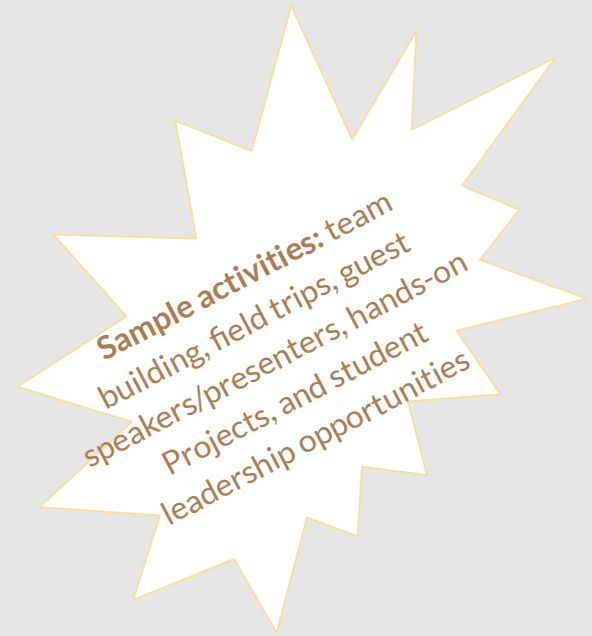 Sample activities: team
building, field trips, guest
speakers/presenters, hands-on
Projects, and student
leadership opportunities